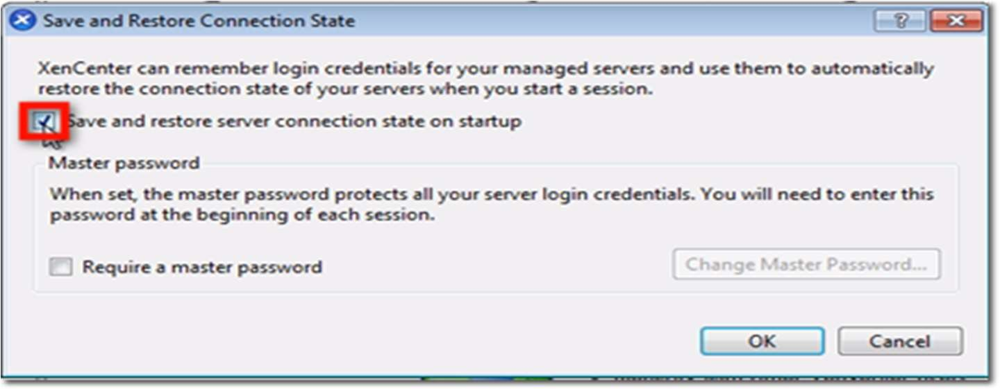 Save and Restore Connection State
XenCenter can remember login credentials for your managed servers and use them to automatically
restore the connection state of your servers when you start a session.
Save and restore server connection state on startup
Master password
When set, the master password protects all your server login credentials. You will need to enter this
password at the beginning of each session.
Require a master password
Change Master Password...
OK
Cancel